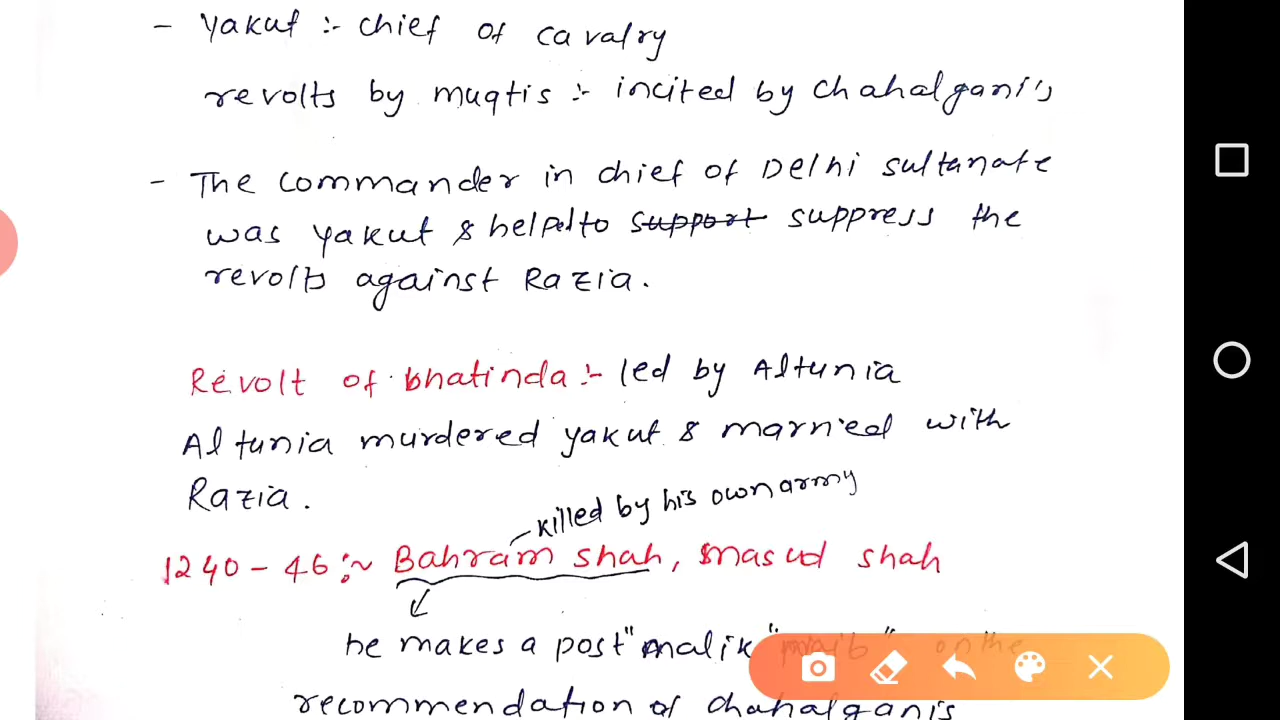 - Yakut :- chief of cavalry
revolts by muqtis :- incited by chahalgani's
- The commander in chief of Delhi sultanate
was yakut & helped to support suppress the
revolts against Razia.
Revolt of bhatinda :- led by Altunia
Altunia murdered yakut & married with
Razia.
killed by his own army
1240-46 :~ Bahram shah, masud shah
he makes a post "malik " on the
recommendation of chahalganis